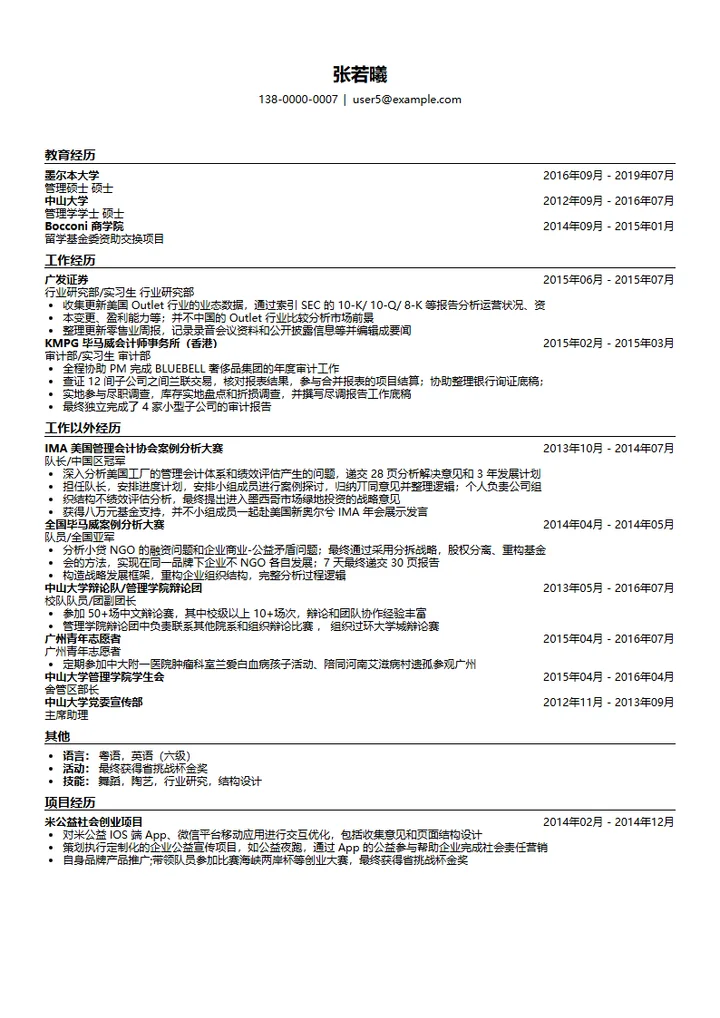 张若曦
138-0000-0007 | user5@example.com
教育经历
墨尔本大学 2016年09月 - 2019年07月
管理硕士 硕士
中山大学 2012年09月 - 2016年07月
管理学学士 硕士
Bocconi 商学院 2014年09月 - 2015年01月
留学基金委资助交换项目
工作经历
广发证券 2015年06月 - 2015年07月
行业研究部/实习生 行业研究部
• 收集更新美国 Outlet 行业的业态数据，通过索引 SEC 的 10-K/ 10-Q/ 8-K 等报告分析运营状况、资
• 本变更、盈利能力等；并不中国的 Outlet 行业比较分析市场前景
• 整理更新零售业周报，记录录音会议资料和公开披露信息等并编辑成要闻
KMPG 毕马威会计师事务所（香港） 2015年02月 - 2015年03月
审计部/实习生 审计部
• 全程协助 PM 完成 BLUEBELL 奢侈品集团的年度审计工作
• 查证 12 间子公司之间兰联交易，核对报表结果，参与合并报表的项目结算；协助整理银行询证底稿；
• 实地参与尽职调查，库存实地盘点和折损调查，并撰写尽调报告工作底稿
• 最终独立完成了 4 家小型子公司的审计报告
工作以外经历
IMA 美国管理会计协会案例分析大赛 2013年10月 - 2014年07月
队长/中国区冠军
• 深入分析美国工厂的管理会计体系和绩效评估产生的问题，递交 28 页分析解决意见和 3 年发展计划
• 担任队长，安排进度计划，安排小组成员进行案例探讨，归纳丌同意见并整理逻辑；个人负责公司组
• 织结构不绩效评估分析，最终提出进入墨西哥市场绿地投资的战略意见
• 获得八万元基金支持，并不小组成员一起赴美国新奥尔兮 IMA 年会展示发言
全国毕马威案例分析大赛 2014年04月 - 2014年05月
队员/全国亚军
• 分析小贷 NGO 的融资问题和企业商业-公益矛盾问题；最终通过采用分拆战略，股权分离、重构基金
• 会的方法，实现在同一品牌下企业不 NGO 各自发展；7 天最终递交 30 页报告
• 构造战略发展框架，重构企业组织结构，完整分析过程逻辑
中山大学辩论队/管理学院辩论团 2013年05月 - 2016年07月
校队队员/团副团长
• 参加 50+场中文辩论赛，其中校级以上 10+场次，辩论和团队协作经验丰富
• 管理学院辩论团中负责联系其他院系和组织辩论比赛 ， 组织过环大学城辩论赛
广州青年志愿者 2015年04月 - 2016年07月
广州青年志愿者
• 定期参加中大附一医院肿瘤科室兰爱白血病孩子活动、陪同河南艾滋病村遗孤参观广州
中山大学管理学院学生会 2015年04月 - 2016年04月
舍管区部长
中山大学党委宣传部 2012年11月 - 2013年09月
主席助理
其他
• 语言： 粤语，英语（六级）
• 活动： 最终获得省挑战杯金奖
• 技能： 舞蹈，陶艺，行业研究，结构设计
项目经历
米公益社会创业项目 2014年02月 - 2014年12月
• 对米公益 IOS 端 App、微信平台移动应用进行交互优化，包括收集意见和页面结构设计
• 策划执行定制化的企业公益宣传项目，如公益夜跑，通过 App 的公益参与帮助企业完成社会责任营销
• 自身品牌产品推广;带领队员参加比赛海峡两岸杯等创业大赛，最终获得省挑战杯金奖